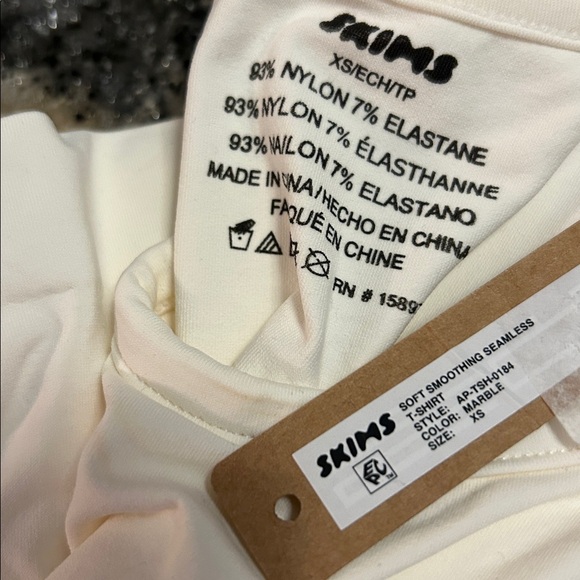 SKIMS
XS/ECH/TP
93% NYLON 7% ELASTANE
93% NYLON 7% ÉLASTHANNE
93% NAILON 7% ELASTANO
MADE IN CHINA / HECHO EN CHINA
EN CHINE
RN # 1589
SKIMS
SOFT SMOOTHING SEAMLESS
T-SHIRT
STYLE: AP-TSH-0184
COLOR: MARBLE
SIZE: XS